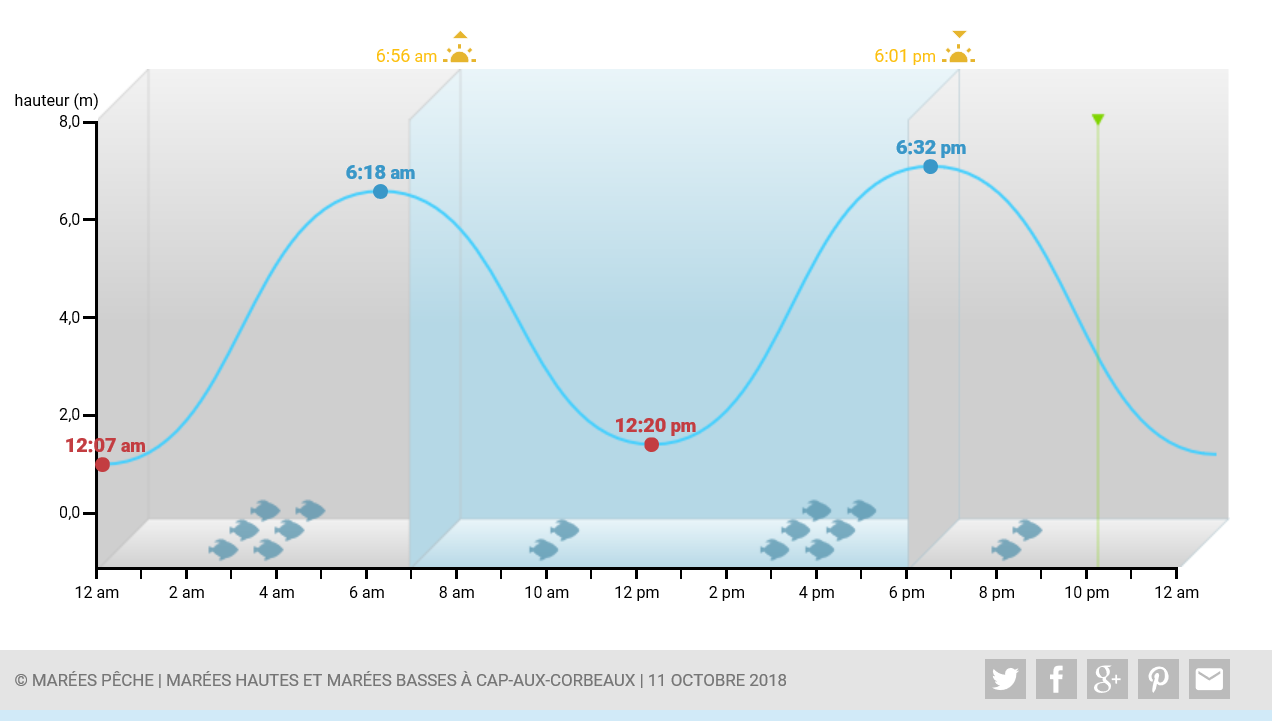 6:56 am
6:01 pm
hauteur (m)
8,0
6:32 pm
6:18 am
6,0
4,0
2,0
12:07 am
12:20 pm
0,0
12 am 2 am 4 am 6 am 8 am 10 am 12 pm 2 pm 4 pm 6 pm 8 pm 10 pm 12 am
© MARÉES PÊCHE | MARÉES HAUTES ET MARÉES BASSES À CAP-AUX-CORBEAUX | 11 OCTOBRE 2018